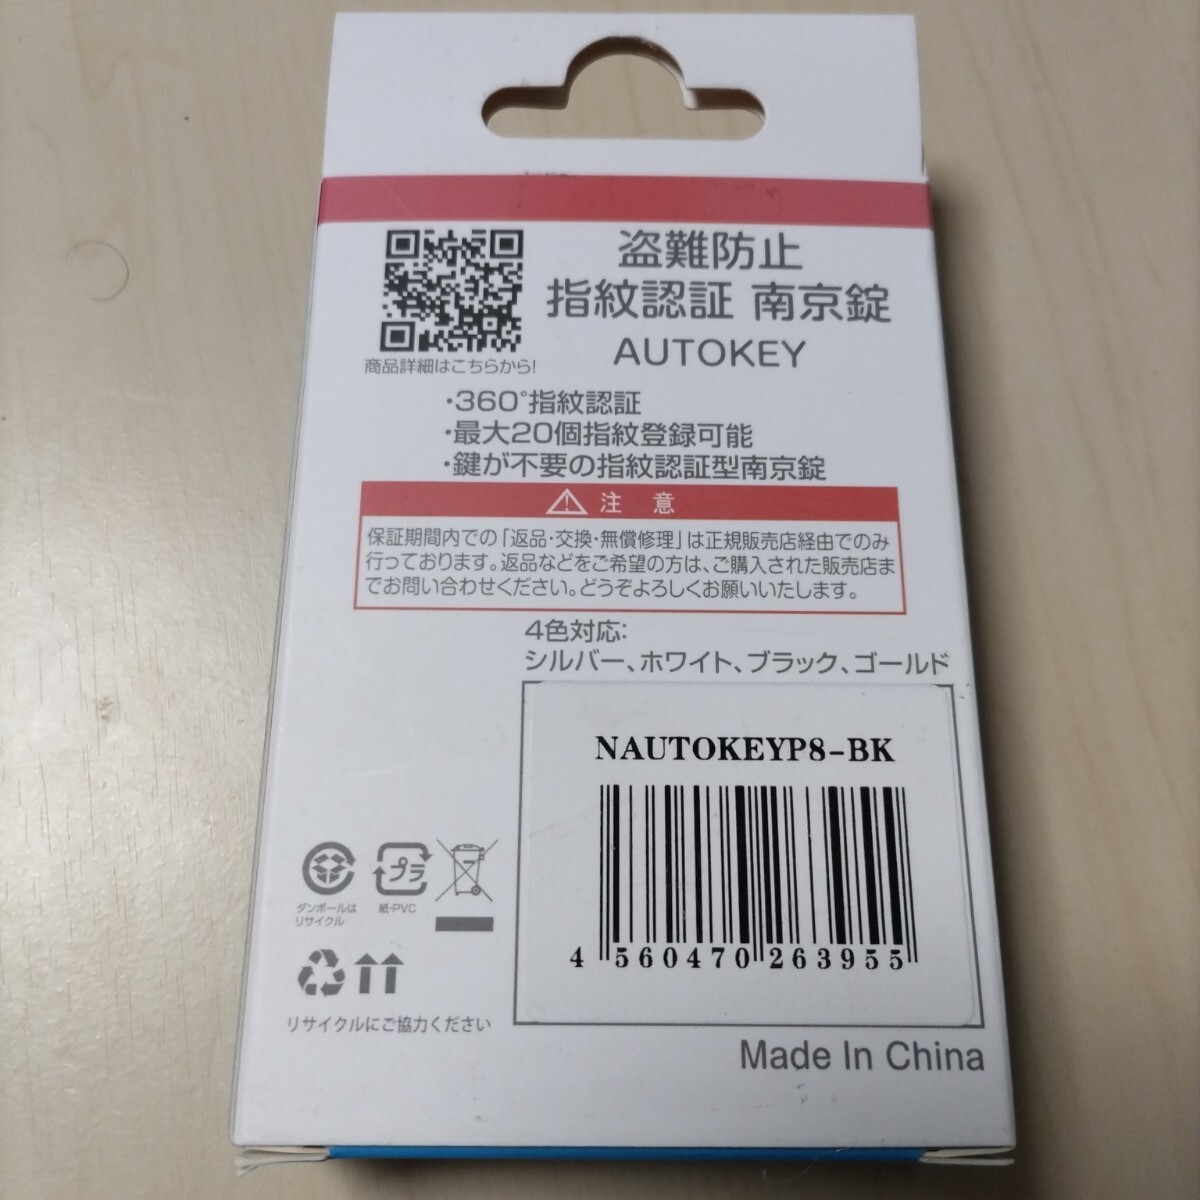 盗難防止
指紋認証 南京錠
AUTOKEY
商品詳細はこちらから!
・360°指紋認証
・最大20個指紋登録可能
・鍵が不要の指紋認証型南京錠
注 意
保証期間内での「返品・交換・無償修理」は正規販売店経由でのみ
行っております。返品などをご希望の方は、ご購入された販売店ま
でお問い合わせください。どうぞよろしくお願いいたします。
4色対応:
シルバー、ホワイト、ブラック、ゴールド
NAUTOKEYP8-BK
4 560470 263955
プラ
ダンボールは
リサイクル
紙・PVC
リサイクルにご協力ください
Made In China